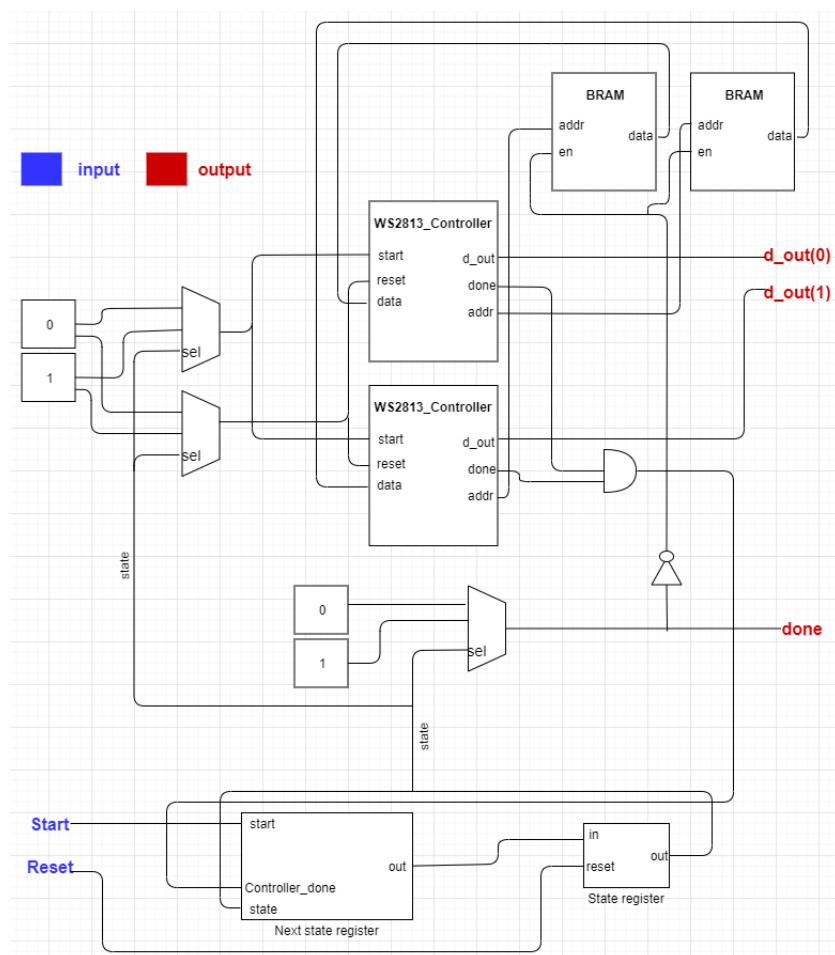 BRAM
addr
data
en
BRAM
addr
data
en
input
output
WS2813_Controller
start
d_out
reset
done
data
addr
d_out(0)
d_out(1)
0
1
sel
sel
WS2813_Controller
start
d_out
reset
done
data
addr
state
0
1
sel
done
state
Start
Reset
start
out
Controller_done
state
Next state register
in
reset
out
State register